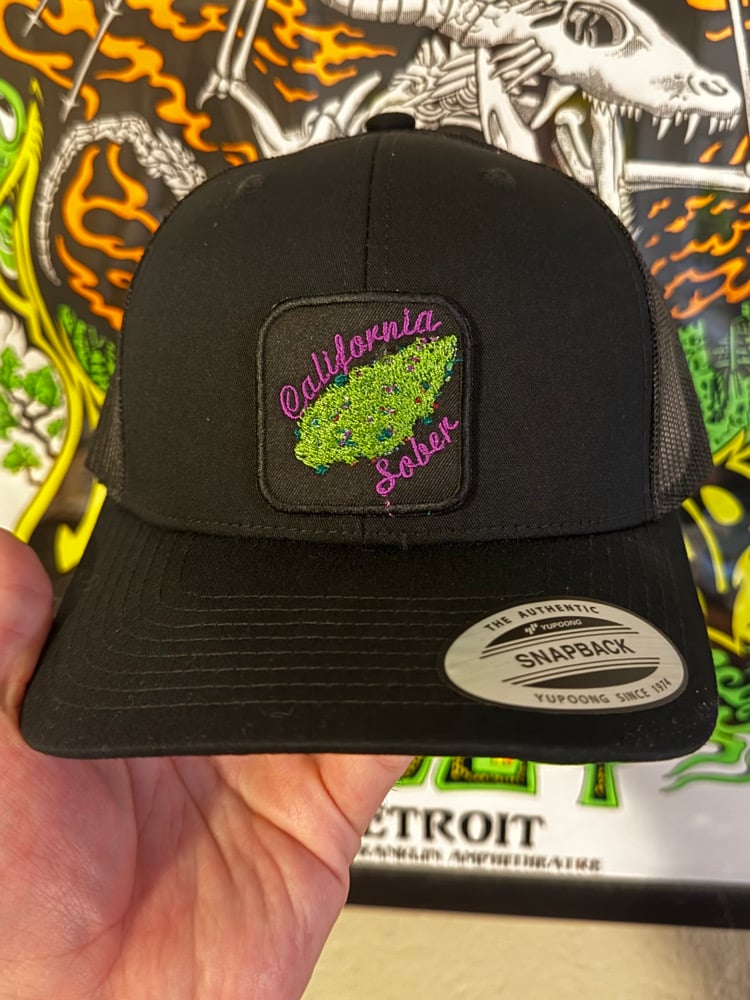 California
Sober
THE AUTHENTIC
YUPOONG
SNAPBACK
YUPOONG SINCE 1974
ETROIT